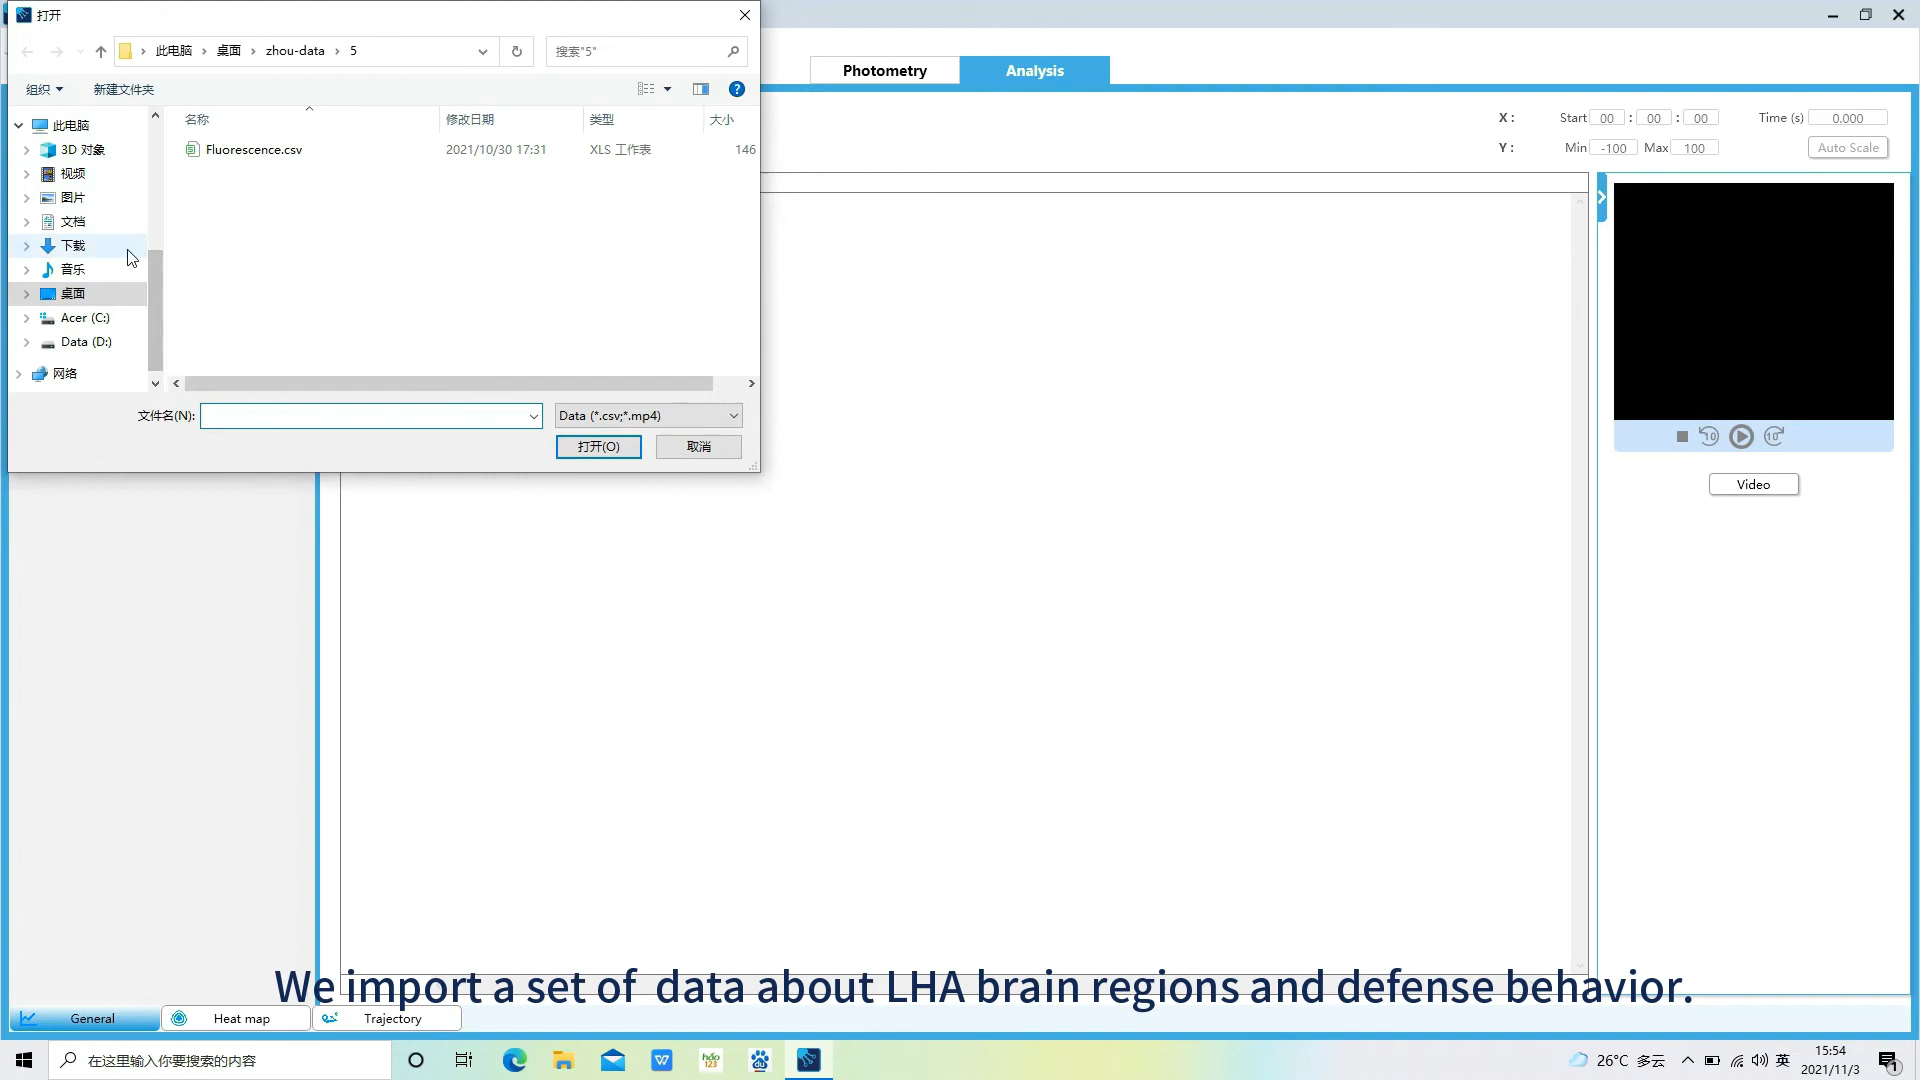 打开
此电脑 桌面 zhou-data 5
搜索"5"
组织 新建文件夹
名称 修改日期 类型 大小
Fluorescence.csv 2021/10/30 17:31 XLS 工作表 146
此电脑
3D 对象
视频
图片
文档
下载
音乐
桌面
Acer (C:)
Data (D:)
网络
文件名(N):
Data (*.csv;*.mp4)
打开(O) 取消
Photometry Analysis
X : Start 00 : 00 : 00 Time (s) 0.000
Y : Min -100 Max 100 Auto Scale
10 10
Video
We import a set of data about LHA brain regions and defense behavior.
General Heat map Trajectory
在这里输入你要搜索的内容
hao
123
du
26°C 多云 英
15:54
2021/11/3
1